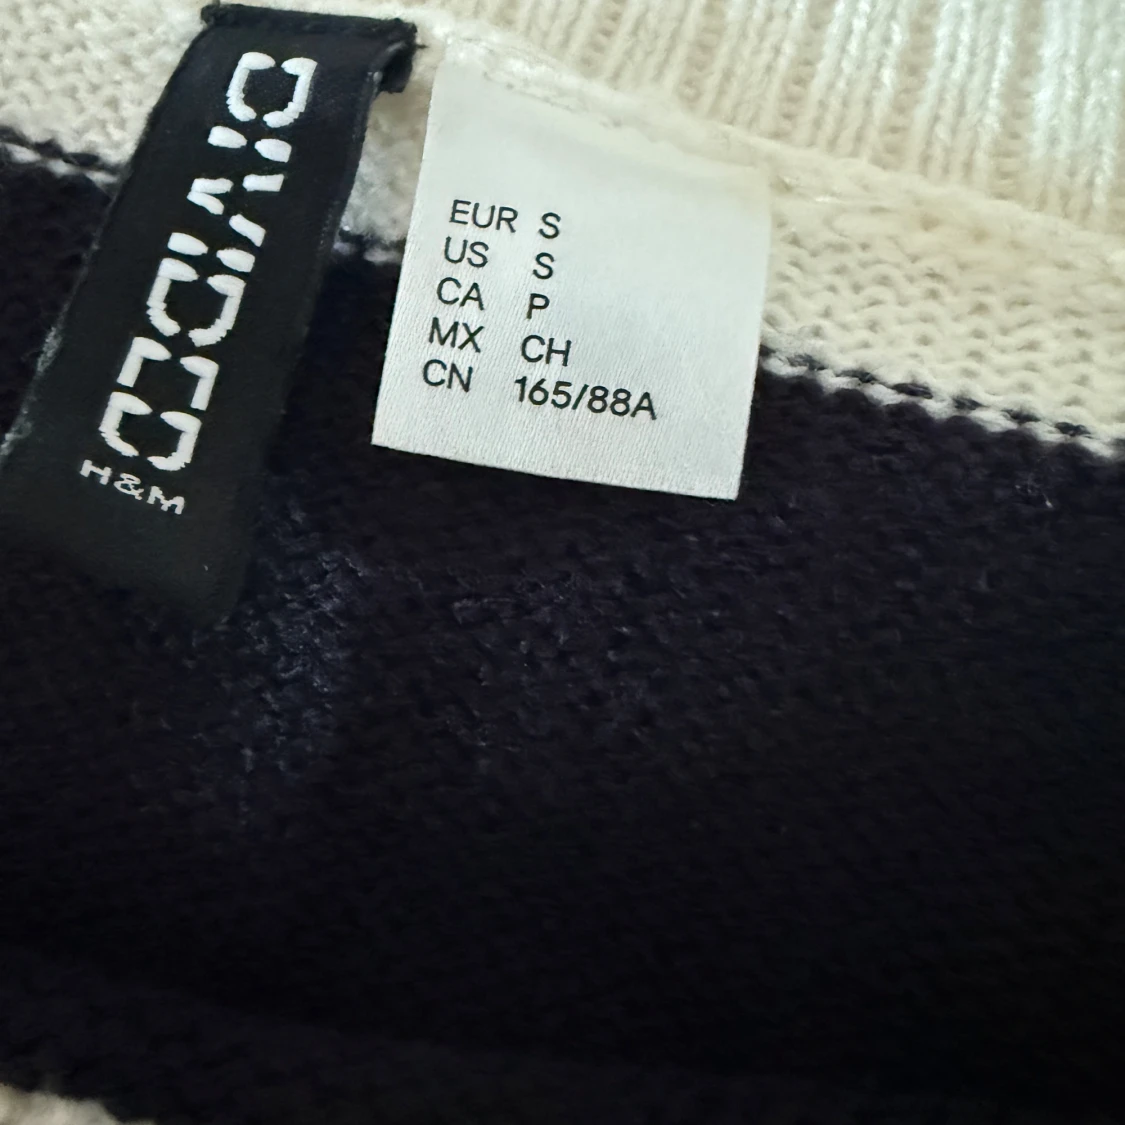 DIVIDED
H&M
EUR S
US S
CA P
MX CH
CN 165/88A